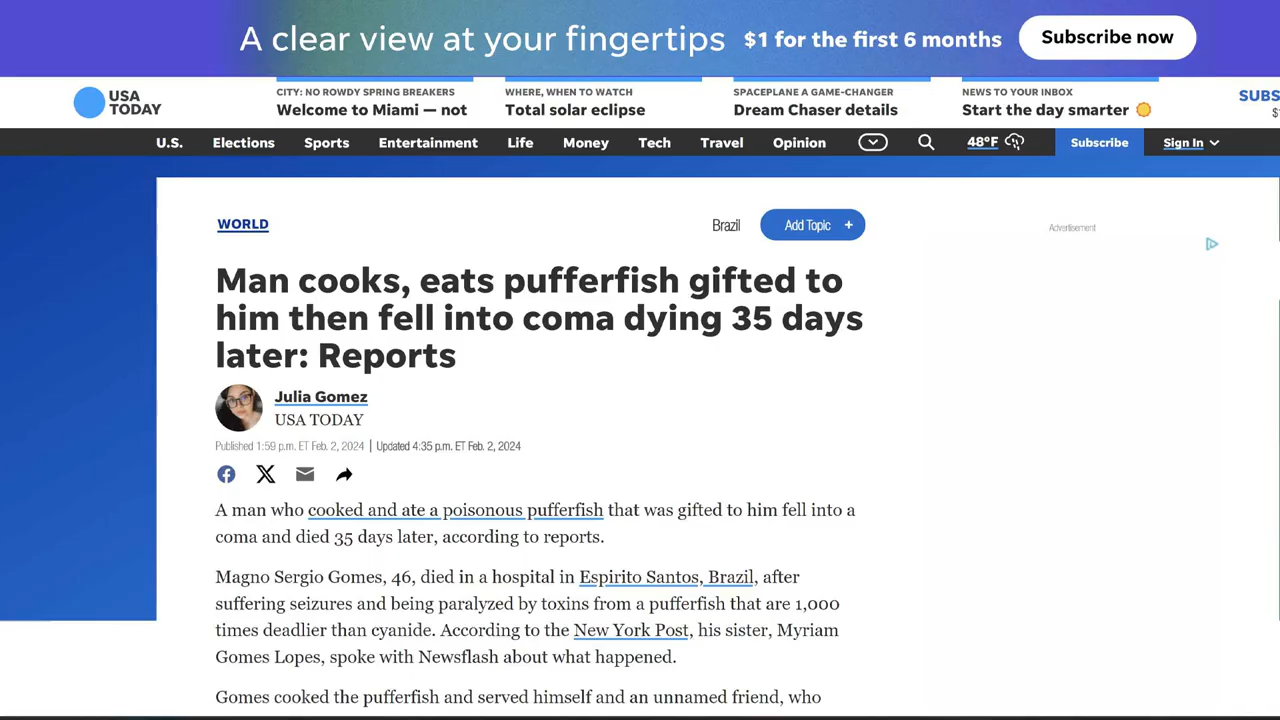 A clear view at your fingertips $1 for the first 6 months Subscribe now
USA TODAY
CITY: NO ROWDY SPRING BREAKERS
Welcome to Miami — not
WHERE, WHEN TO WATCH
Total solar eclipse
SPACEPLANE A GAME-CHANGER
Dream Chaser details
NEWS TO YOUR INBOX
Start the day smarter
SUBS
U.S. Elections Sports Entertainment Life Money Tech Travel Opinion 48°F Subscribe Sign In
WORLD
Brazil Add Topic +
Advertisement
Man cooks, eats pufferfish gifted to
him then fell into coma dying 35 days
later: Reports
Julia Gomez
USA TODAY
Published 1:59 p.m. ET Feb. 2, 2024 | Updated 4:35 p.m. ET Feb. 2, 2024
A man who cooked and ate a poisonous pufferfish that was gifted to him fell into a
coma and died 35 days later, according to reports.
Magno Sergio Gomes, 46, died in a hospital in Espirito Santos, Brazil, after
suffering seizures and being paralyzed by toxins from a pufferfish that are 1,000
times deadlier than cyanide. According to the New York Post, his sister, Myriam
Gomes Lopes, spoke with Newsflash about what happened.
Gomes cooked the pufferfish and served himself and an unnamed friend, who